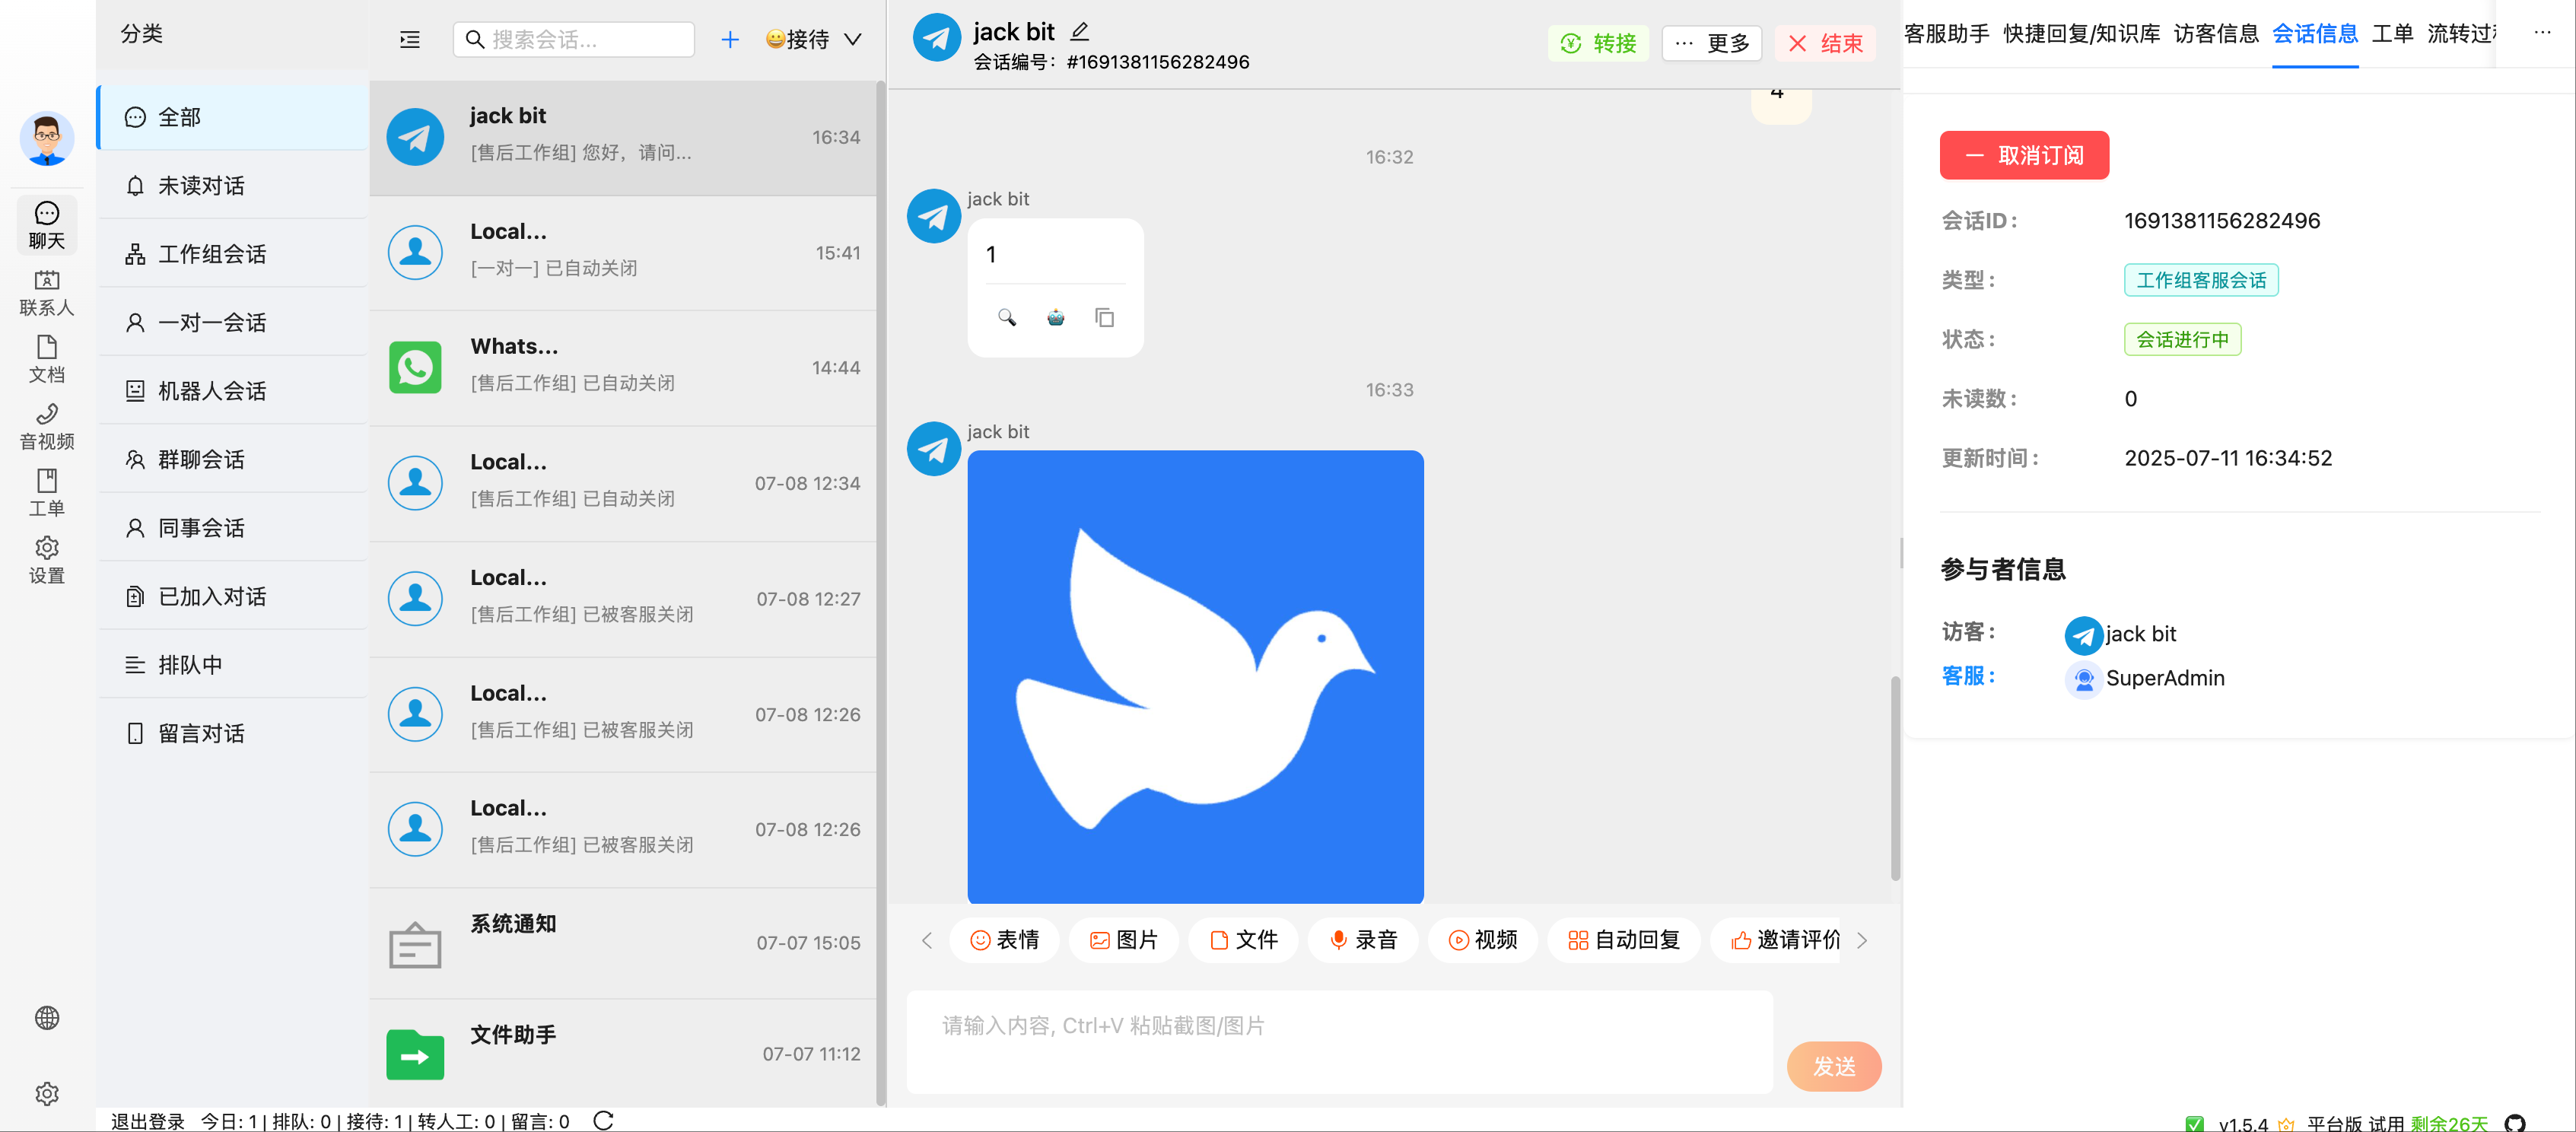 聊天
联系人
文档
音视频
工单
设置
分类
全部
未读对话
工作组会话
一对一会话
机器人会话
群聊会话
同事会话
已加入对话
排队中
留言对话
搜索会话...
接待
jack bit
[售后工作组] 您好，请问...
16:34
Local...
[一对一] 已自动关闭
15:41
Whats...
[售后工作组] 已自动关闭
14:44
Local...
[售后工作组] 已自动关闭
07-08 12:34
Local...
[售后工作组] 已被客服关闭
07-08 12:27
Local...
[售后工作组] 已被客服关闭
07-08 12:26
Local...
[售后工作组] 已被客服关闭
07-08 12:26
系统通知
07-07 15:05
文件助手
07-07 11:12
jack bit
会话编号：#1691381156282496
转接
更多
结束
4
16:32
jack bit
1
16:33
jack bit
表情
图片
文件
录音
视频
自动回复
邀请评价
请输入内容, Ctrl+V 粘贴截图/图片
发送
客服助手 快捷回复/知识库 访客信息 会话信息 工单 流转过
取消订阅
会话ID： 1691381156282496
类型： 工作组客服会话
状态： 会话进行中
未读数： 0
更新时间： 2025-07-11 16:34:52
参与者信息
访客： jack bit
客服： SuperAdmin
退出登录 今日: 1 | 排队: 0 | 接待: 1 | 转人工: 0 | 留言: 0
v1.5.4 平台版 试用 剩余26天